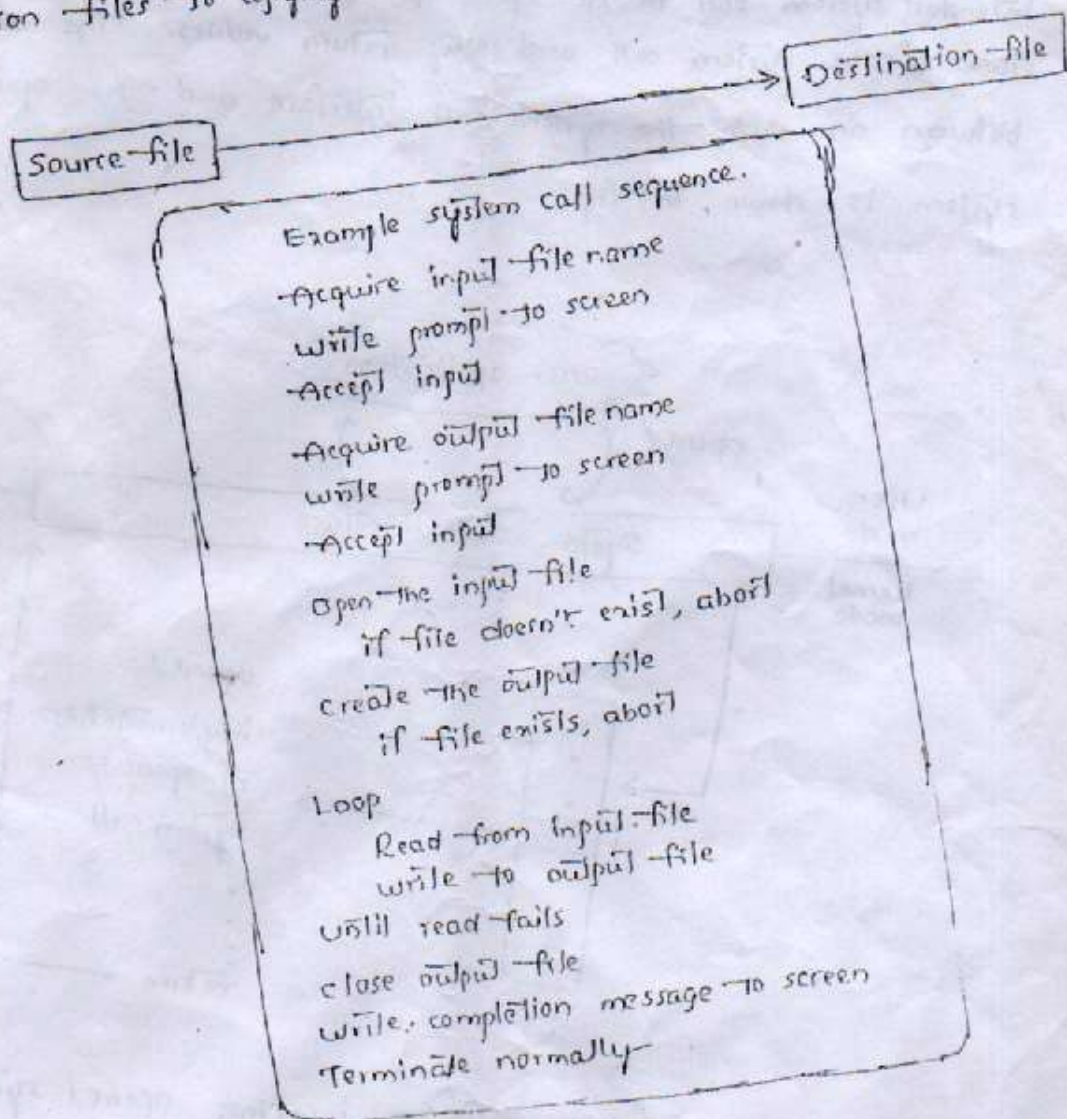 files to
Destination file
Source file
Example system call sequence.
Acquire input file name
write prompt to screen
Accept input
Acquire output file name
write prompt to screen
Accept input
Open the input file
if file doesn't exist, abort
create the output file
if file exists, abort
Loop
Read from input file
write to output file
until read fails
close output file
write completion message to screen
Terminate normally